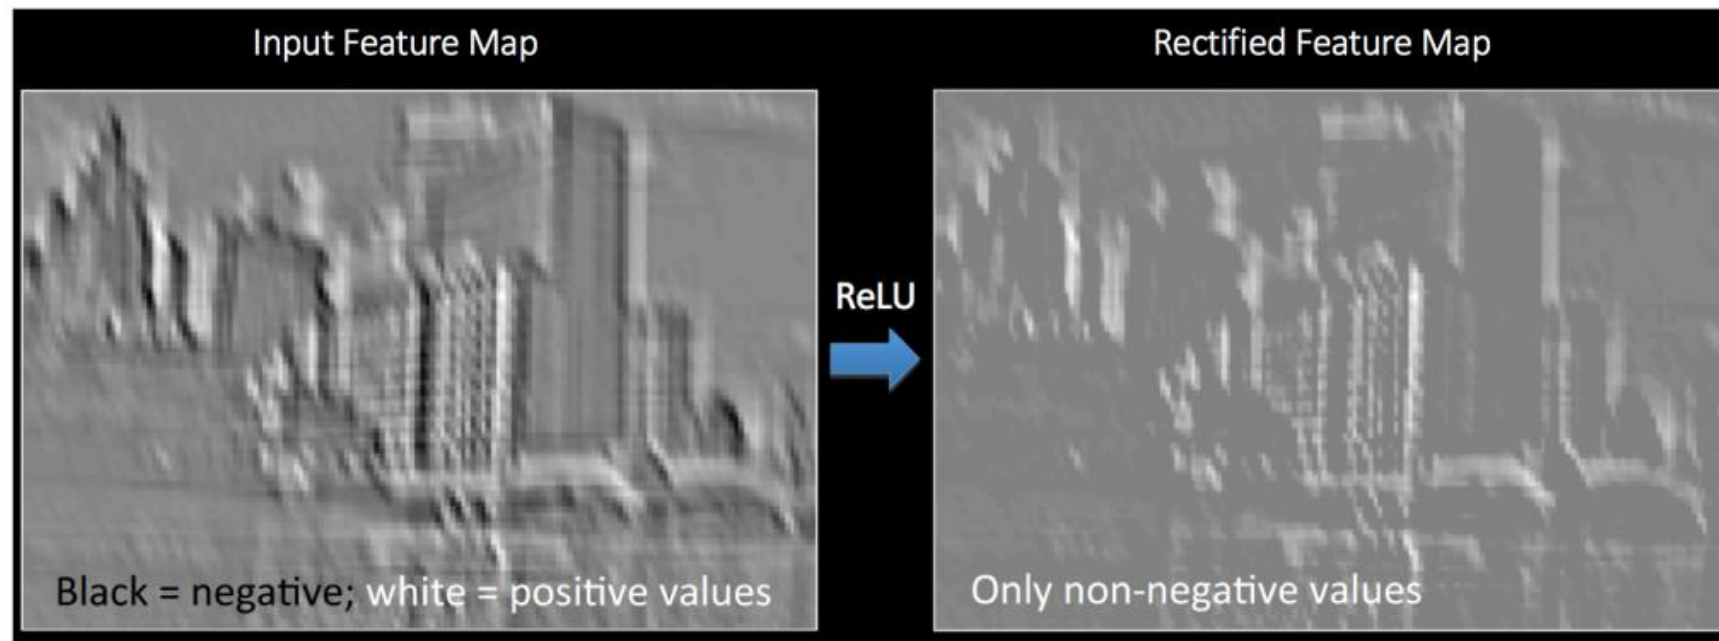 Input Feature Map
Rectified Feature Map
ReLU
Black = negative; white = positive values
Only non-negative values